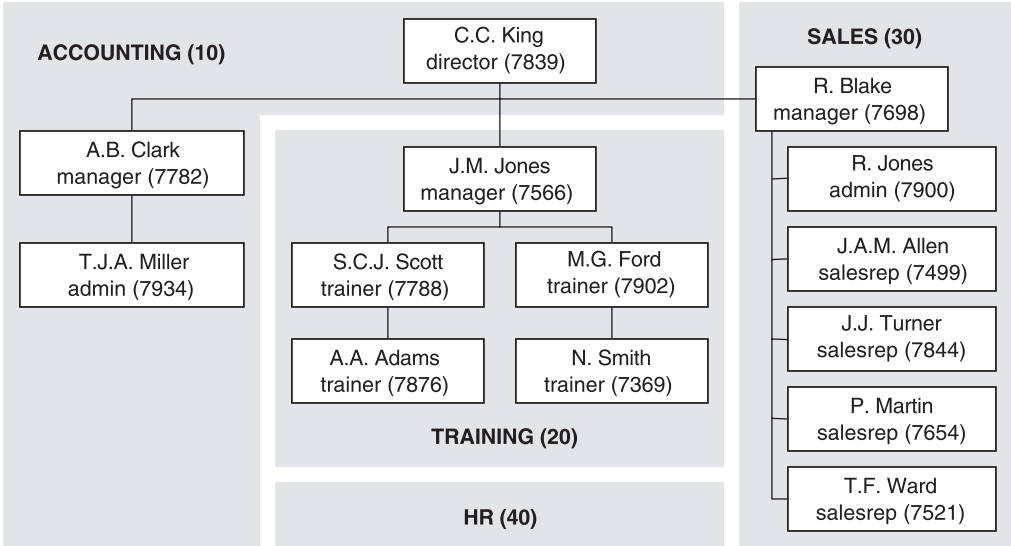 ACCOUNTING (10)
C.C. King
director (7839)
A.B. Clark
manager (7782)
T.J.A. Miller
admin (7934)
J.M. Jones
manager (7566)
S.C.J. Scott
trainer (7788)
M.G. Ford
trainer (7902)
A.A. Adams
trainer (7876)
N. Smith
trainer (7369)
TRAINING (20)
HR (40)
SALES (30)
R. Blake
manager (7698)
R. Jones
admin (7900)
J.A.M. Allen
salesrep (7499)
J.J. Turner
salesrep (7844)
P. Martin
salesrep (7654)
T.F. Ward
salesrep (7521)